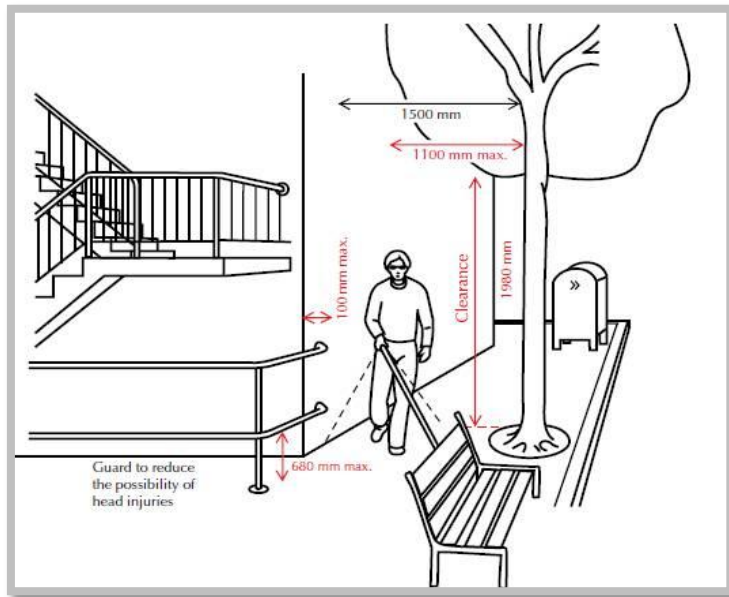 1500 mm
1100 mm max.
100 mm max.
Clearance
1980 mm
»
680 mm max.
Guard to reduce
the possibility of
head injuries